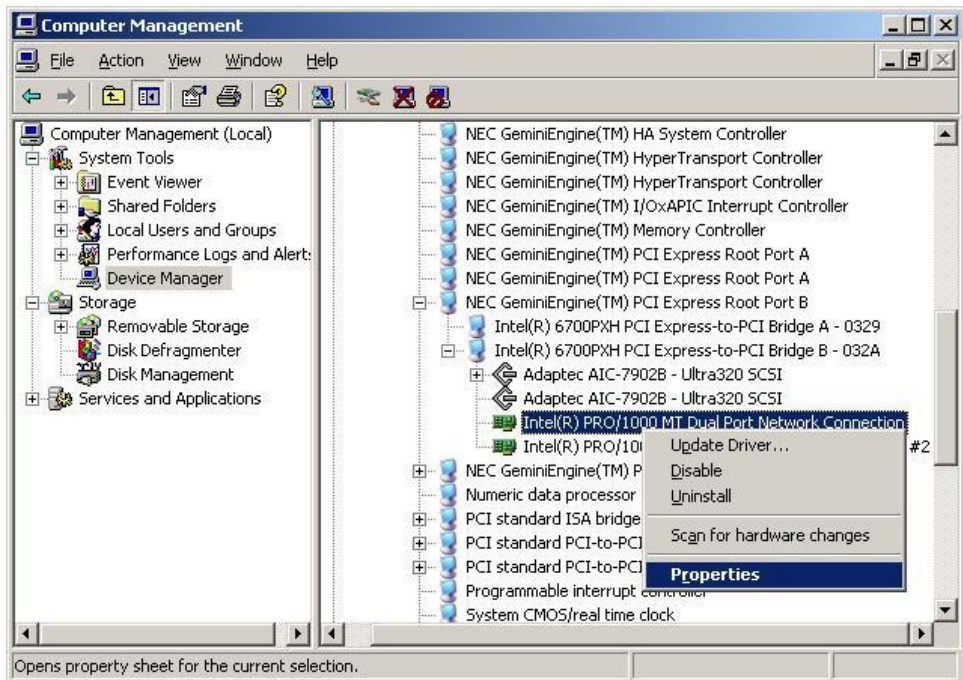 Computer Management
File Action View Window Help
Computer Management (Local)
System Tools
Event Viewer
Shared Folders
Local Users and Groups
Performance Logs and Alert
Device Manager
Storage
Removable Storage
Disk Defragmenter
Disk Management
Services and Applications
NEC GeminiEngine(TM) HA System Controller
NEC GeminiEngine(TM) HyperTransport Controller
NEC GeminiEngine(TM) HyperTransport Controller
NEC GeminiEngine(TM) I/OxAPIC Interrupt Controller
NEC GeminiEngine(TM) Memory Controller
NEC GeminiEngine(TM) PCI Express Root Port A
NEC GeminiEngine(TM) PCI Express Root Port A
NEC GeminiEngine(TM) PCI Express Root Port B
Intel(R) 6700PXH PCI Express-to-PCI Bridge A - 0329
Intel(R) 6700PXH PCI Express-to-PCI Bridge B - 032A
Adaptec AIC-7902B - Ultra320 SCSI
Adaptec AIC-7902B - Ultra320 SCSI
Intel(R) PRO/1000 MT Dual Port Network Connection
Intel(R) PRO/10 #2
NEC GeminiEngine(TM) P
Numeric data processor
PCI standard ISA bridge
PCI standard PCI-to-PCI
PCI standard PCI-to-PCI
Programmable interrupt controller
System CMOS/real time clock
Update Driver...
Disable
Uninstall
Scan for hardware changes
Properties
Opens property sheet for the current selection.